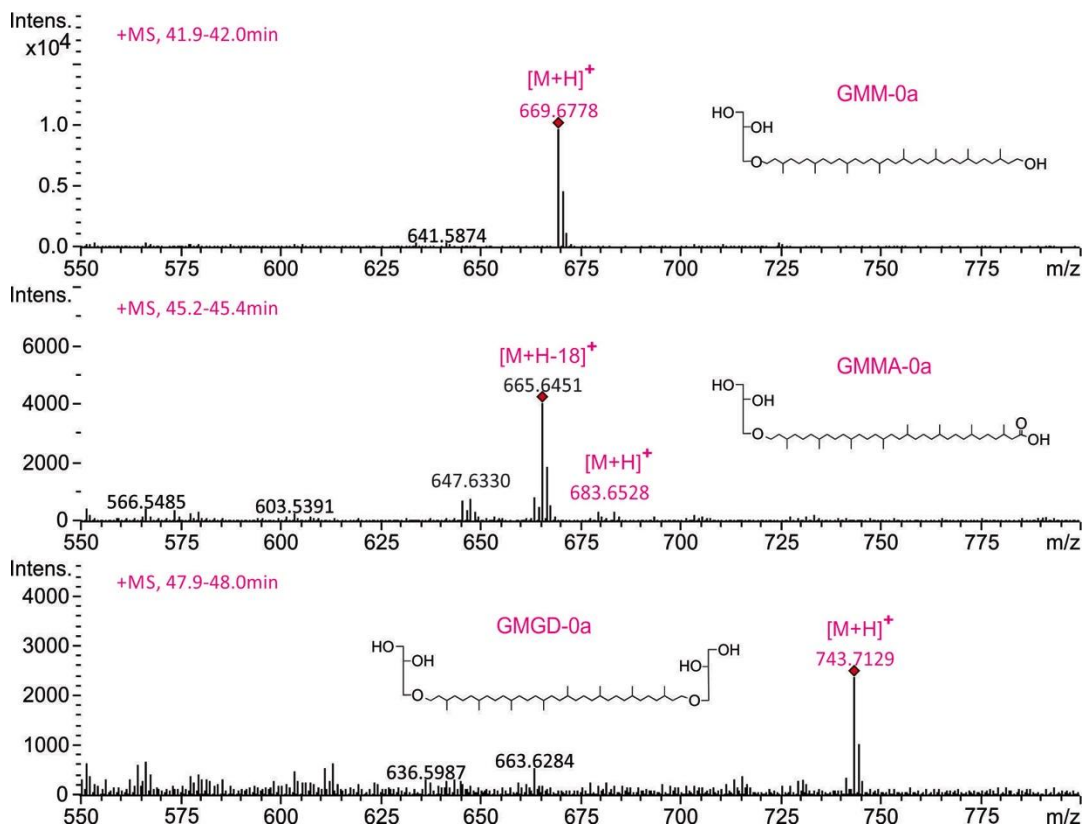 Intens.
x10⁴
+MS, 41.9-42.0min
[M+H]⁺
669.6778
GMM-0a
HO
OH
O
OH
1.0
0.5
0.0
641.5874
550 575 600 625 650 675 700 725 750 775 m/z
Intens.
+MS, 45.2-45.4min
[M+H-18]⁺
665.6451
GMMA-0a
HO
OH
O
O
OH
6000
4000
2000
0
[M+H]⁺
683.6528
647.6330
566.5485
603.5391
550 575 600 625 650 675 700 725 750 775 m/z
Intens.
+MS, 47.9-48.0min
4000
3000
2000
1000
0
GMGD-0a
[M+H]⁺
743.7129
HO
OH
O
OH
HO
O
636.5987
663.6284
550 575 600 625 650 675 700 725 750 775 m/z